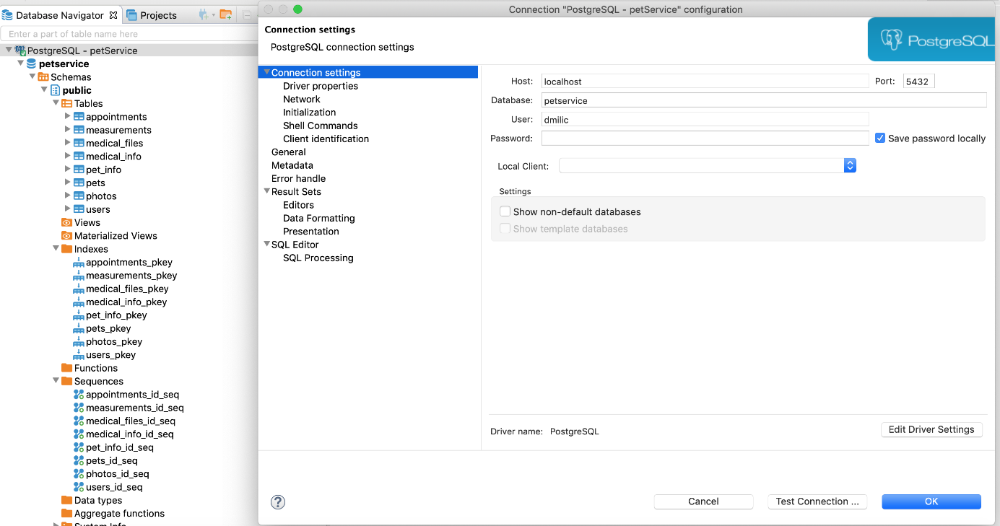 Database Navigator
Projects
Enter a part of table name here
PostgreSQL - petService
petservice
Schemas
public
Tables
appointments
measurements
medical_files
medical_info
pet_info
pets
photos
users
Views
Materialized Views
Indexes
appointments_pkey
measurements_pkey
medical_files_pkey
medical_info_pkey
pet_info_pkey
pets_pkey
photos_pkey
users_pkey
Functions
Sequences
appointments_id_seq
measurements_id_seq
medical_files_id_seq
medical_info_id_seq
pet_info_id_seq
pets_id_seq
photos_id_seq
users_id_seq
Data types
Aggregate functions
System Info
Connection "PostgreSQL - petService" configuration
Connection settings
PostgreSQL connection settings
PostgreSQL
Connection settings
Driver properties
Network
Initialization
Shell Commands
Client identification
General
Metadata
Error handle
Result Sets
Editors
Data Formatting
Presentation
SQL Editor
SQL Processing
Host: localhost Port: 5432
Database: petservice
User: dmilic
Password: Save password locally
Local Client:
Settings
Show non-default databases
Show template databases
Driver name: PostgreSQL Edit Driver Settings
? Cancel Test Connection ... OK